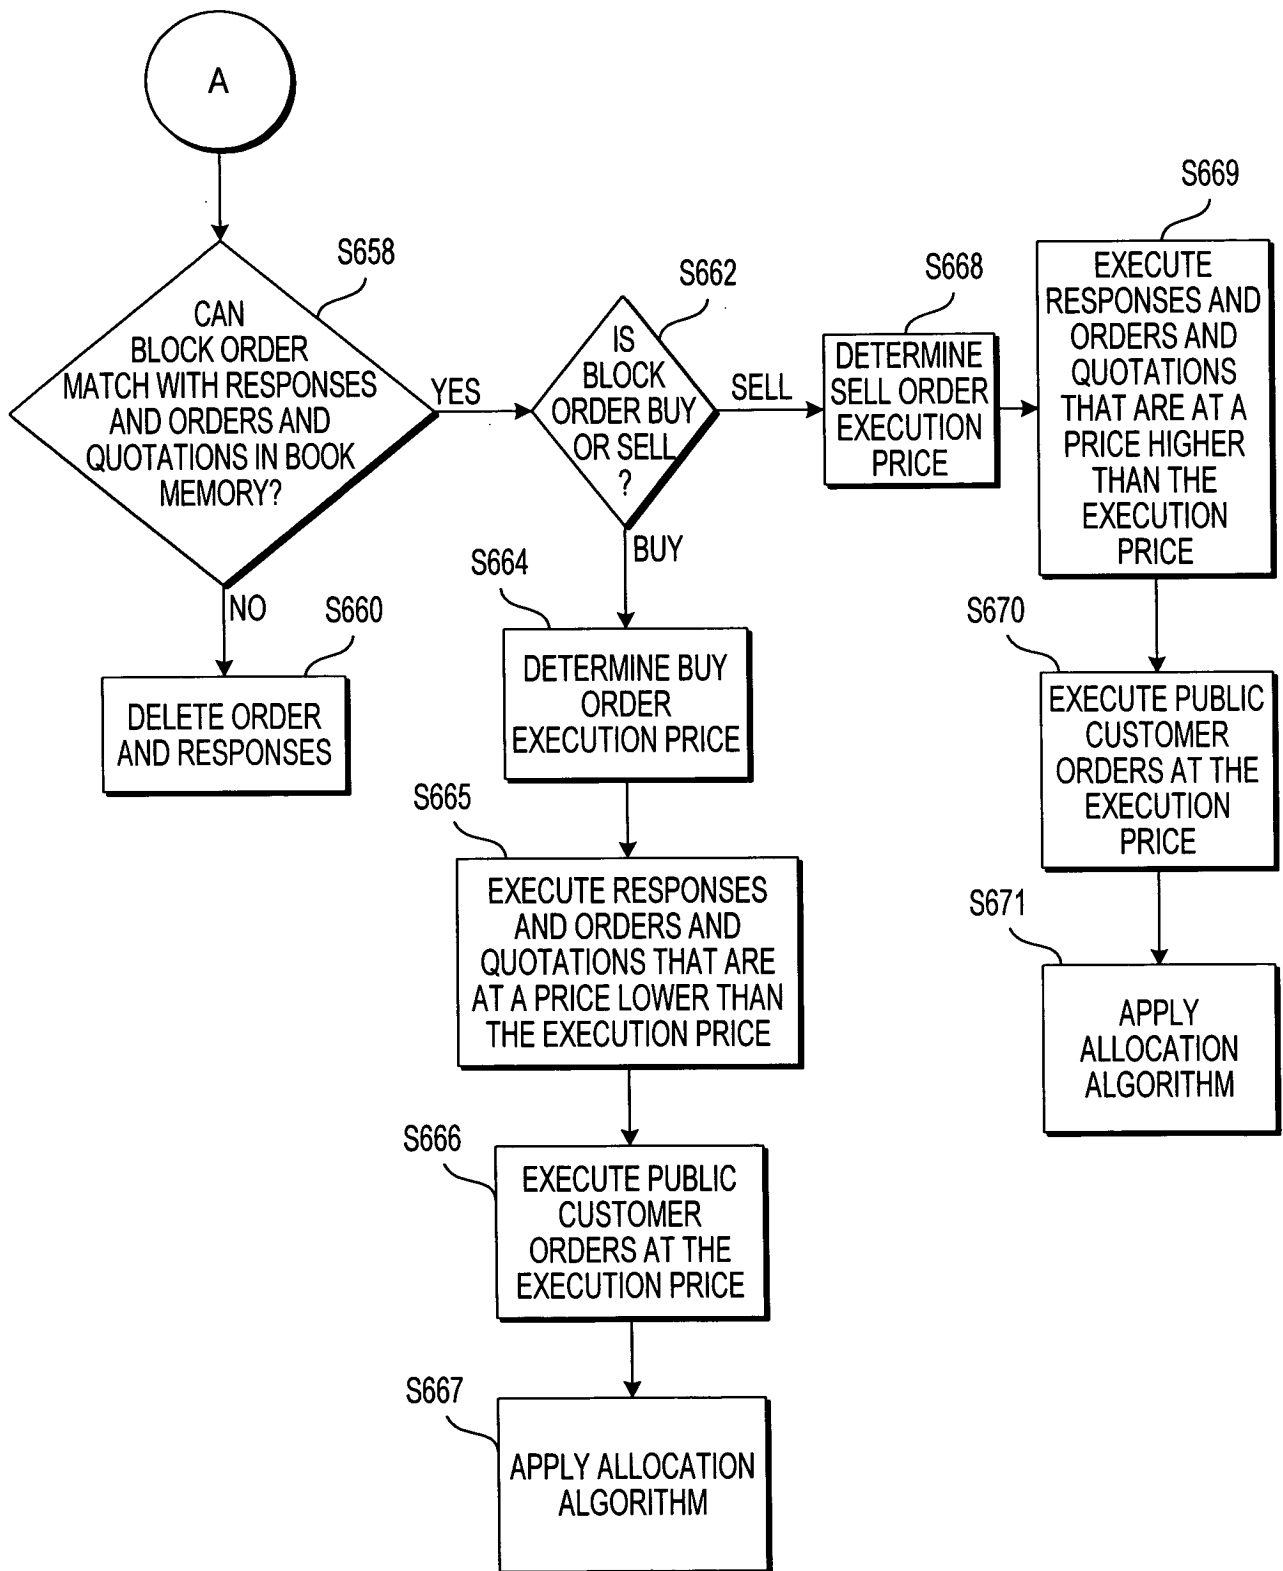 A
S658
CAN
BLOCK ORDER
MATCH WITH RESPONSES
AND ORDERS AND
QUOTATIONS IN BOOK
MEMORY?
YES
NO
S660
DELETE ORDER
AND RESPONSES
S662
IS
BLOCK
ORDER BUY
OR SELL
?
SELL
BUY
S664
DETERMINE BUY
ORDER
EXECUTION PRICE
S665
EXECUTE RESPONSES
AND ORDERS AND
QUOTATIONS THAT ARE
AT A PRICE LOWER THAN
THE EXECUTION PRICE
S666
EXECUTE PUBLIC
CUSTOMER
ORDERS AT THE
EXECUTION PRICE
S667
APPLY ALLOCATION
ALGORITHM
S668
DETERMINE
SELL ORDER
EXECUTION
PRICE
S669
EXECUTE
RESPONSES AND
ORDERS AND
QUOTATIONS
THAT ARE AT A
PRICE HIGHER
THAN THE
EXECUTION
PRICE
S670
EXECUTE PUBLIC
CUSTOMER
ORDERS AT THE
EXECUTION
PRICE
S671
APPLY
ALLOCATION
ALGORITHM